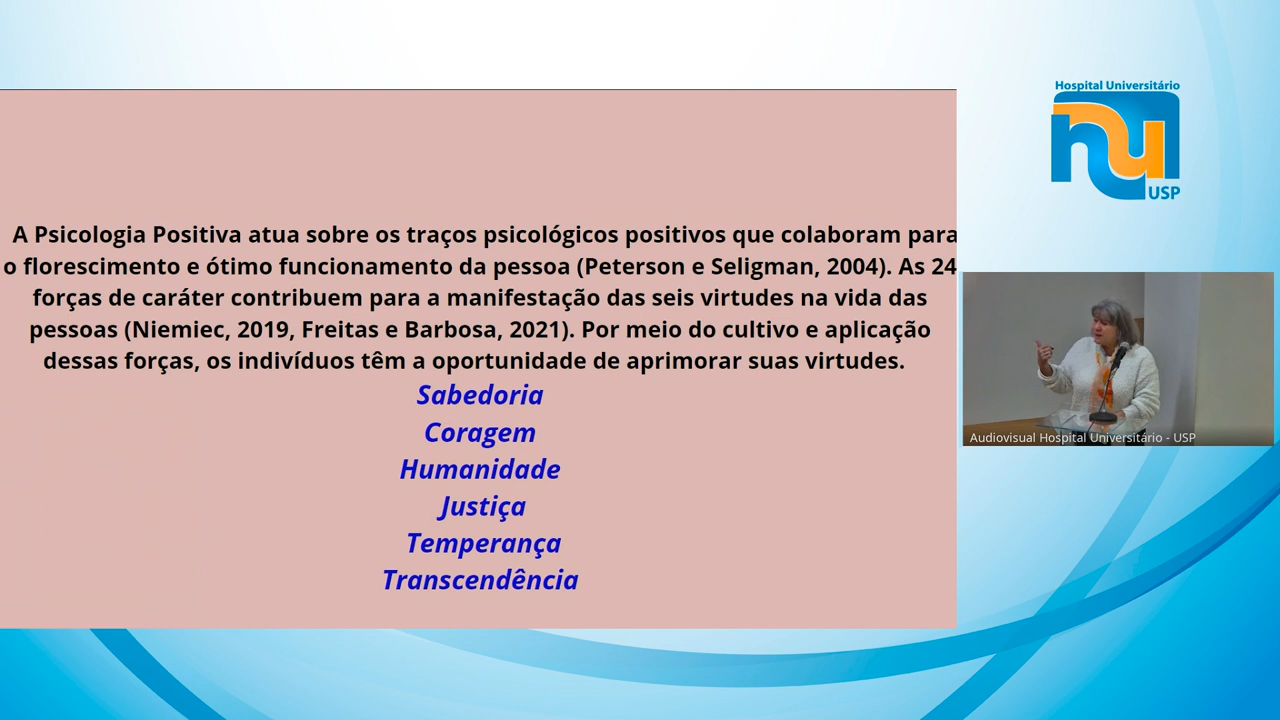 Hospital Universitário
hu
USP
A Psicologia Positiva atua sobre os traços psicológicos positivos que colaboram para
o florescimento e ótimo funcionamento da pessoa (Peterson e Seligman, 2004). As 24
forças de caráter contribuem para a manifestação das seis virtudes na vida das
pessoas (Niemiec, 2019, Freitas e Barbosa, 2021). Por meio do cultivo e aplicação
dessas forças, os indivíduos têm a oportunidade de aprimorar suas virtudes.
Sabedoria
Coragem
Humanidade
Justiça
Temperança
Transcendência
Audiovisual Hospital Universitário - USP